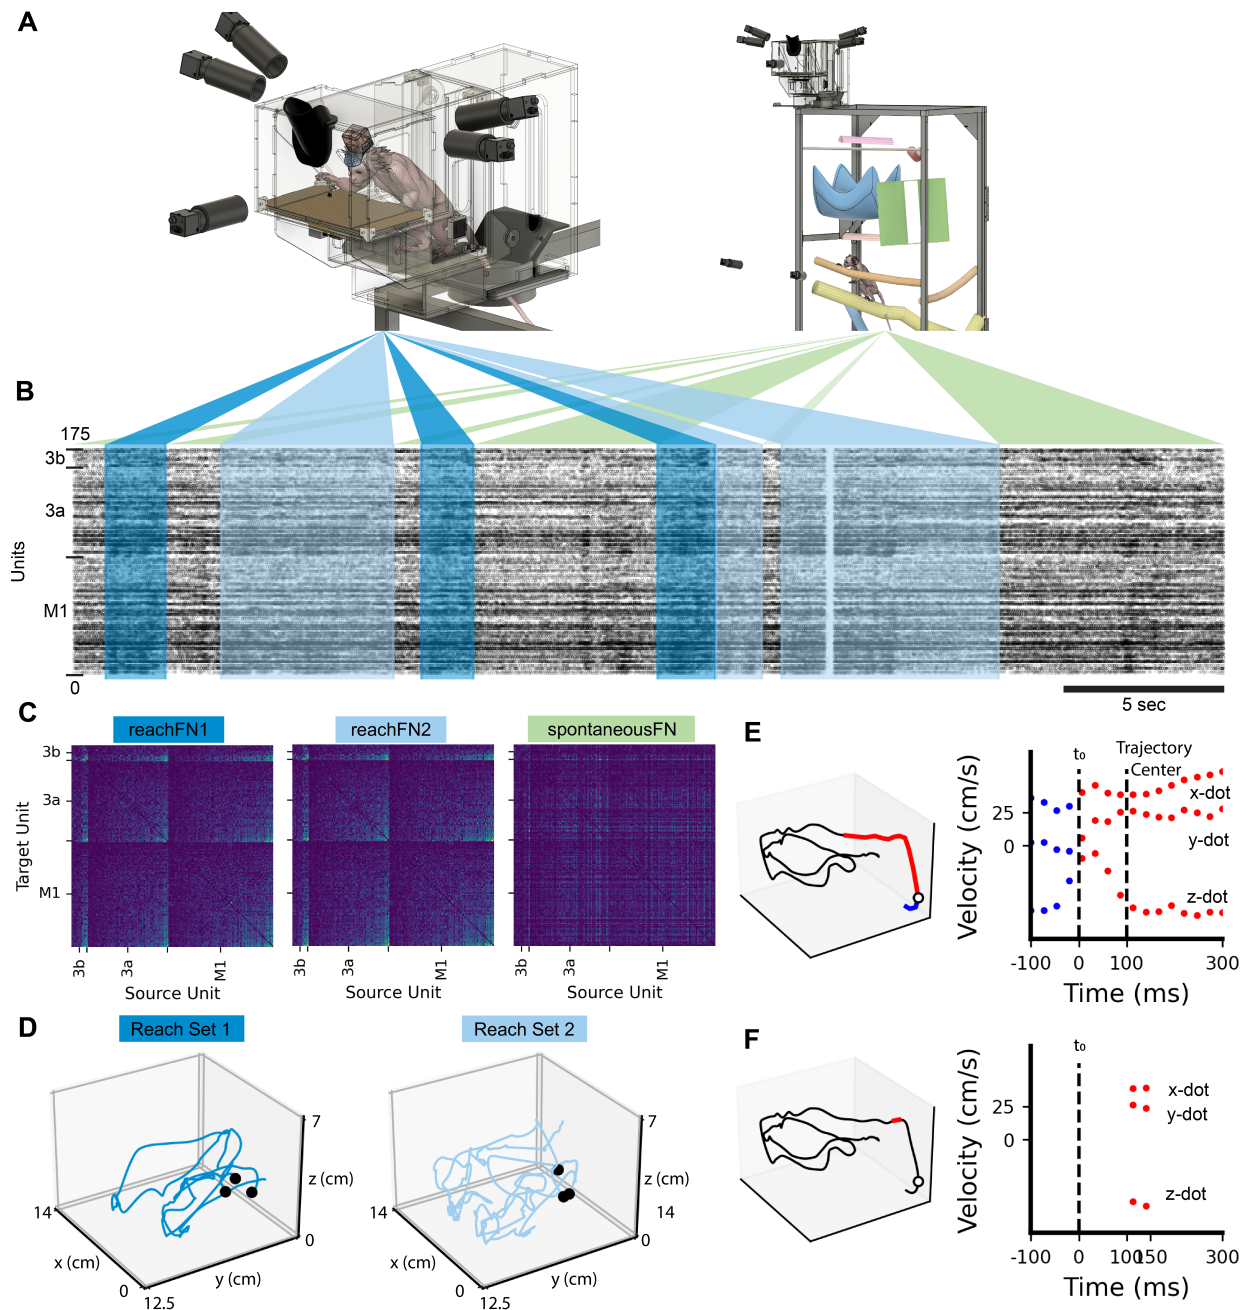 A
B
175
3b
3a
Units
M1
0
5 sec
C
reachFN1
reachFN2
spontaneousFN
3b
3a
Target Unit
M1
3b
3a
M1
3b
3a
M1
3b
3a
M1
Source Unit
Source Unit
Source Unit
D
Reach Set 1
Reach Set 2
7
z (cm)
0
14
x (cm)
0
y (cm)
12.5
7
z (cm)
14
0
14
x (cm)
0
y (cm)
12.5
E
Velocity (cm/s)
25
0
t₀
Trajectory
Center
x-dot
y-dot
z-dot
-100
0
100
300
Time (ms)
F
Velocity (cm/s)
25
0
t₀
x-dot
y-dot
z-dot
-100
0
100
150
300
Time (ms)